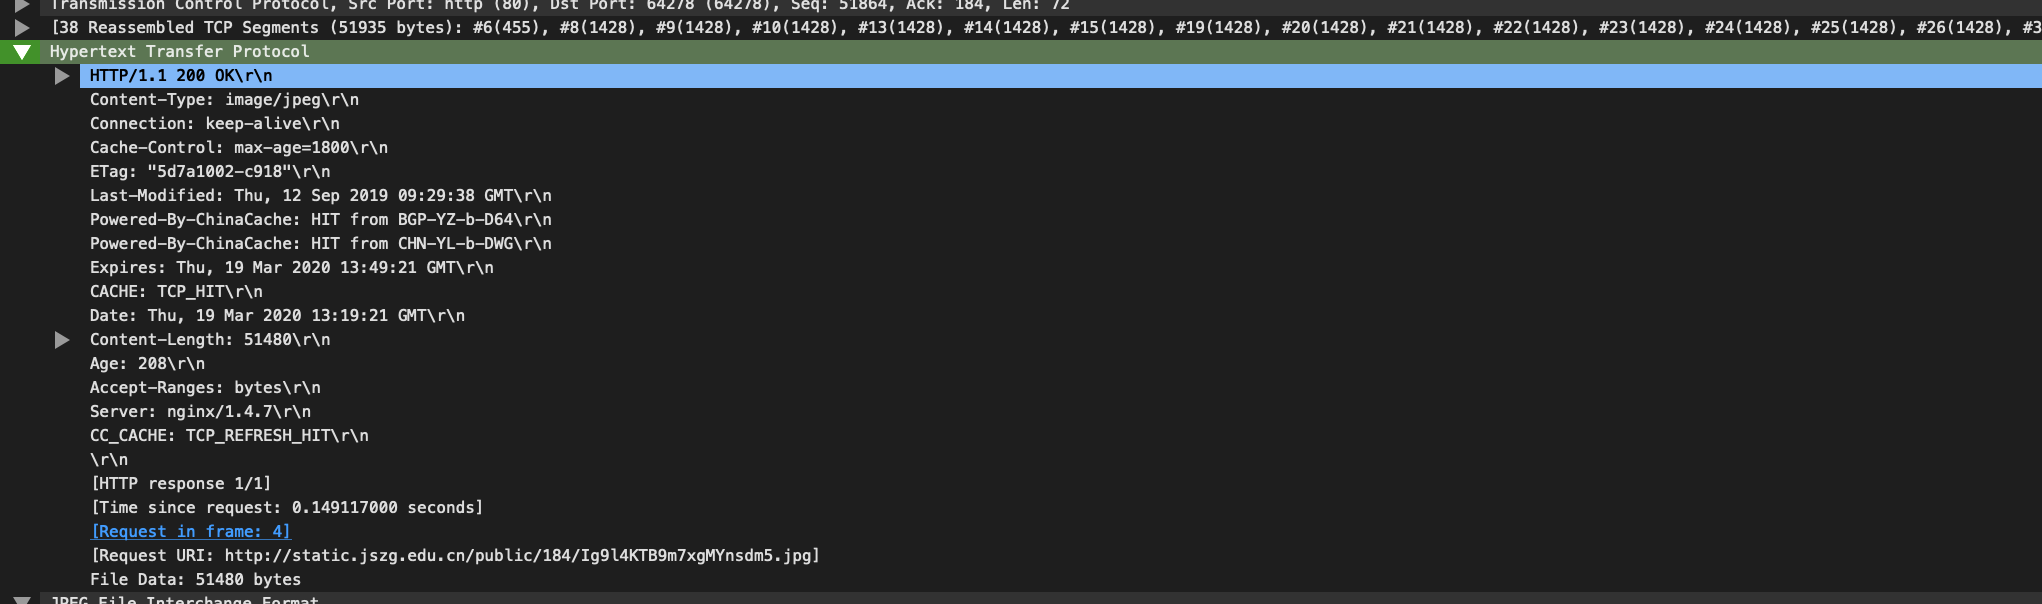 Transmission Control Protocol, Src Port: http (80), Dst Port: 64278 (64278), Seq: 51864, Ack: 184, Len: 72
[38 Reassembled TCP Segments (51935 bytes): #6(455), #8(1428), #9(1428), #10(1428), #13(1428), #14(1428), #15(1428), #19(1428), #20(1428), #21(1428), #22(1428), #23(1428), #24(1428), #25(1428), #26(1428), #3
Hypertext Transfer Protocol
HTTP/1.1 200 OK\r\n
Content-Type: image/jpeg\r\n
Connection: keep-alive\r\n
Cache-Control: max-age=1800\r\n
ETag: "5d7a1002-c918"\r\n
Last-Modified: Thu, 12 Sep 2019 09:29:38 GMT\r\n
Powered-By-ChinaCache: HIT from BGP-YZ-b-D64\r\n
Powered-By-ChinaCache: HIT from CHN-YL-b-DWG\r\n
Expires: Thu, 19 Mar 2020 13:49:21 GMT\r\n
CACHE: TCP_HIT\r\n
Date: Thu, 19 Mar 2020 13:19:21 GMT\r\n
Content-Length: 51480\r\n
Age: 208\r\n
Accept-Ranges: bytes\r\n
Server: nginx/1.4.7\r\n
CC_CACHE: TCP_REFRESH_HIT\r\n
\r\n
[HTTP response 1/1]
[Time since request: 0.149117000 seconds]
[Request in frame: 4]
[Request URI: http://static.jszg.edu.cn/public/184/Ig9l4KTB9m7xgMYnsdm5.jpg]
File Data: 51480 bytes
JPEG File Interchange Format